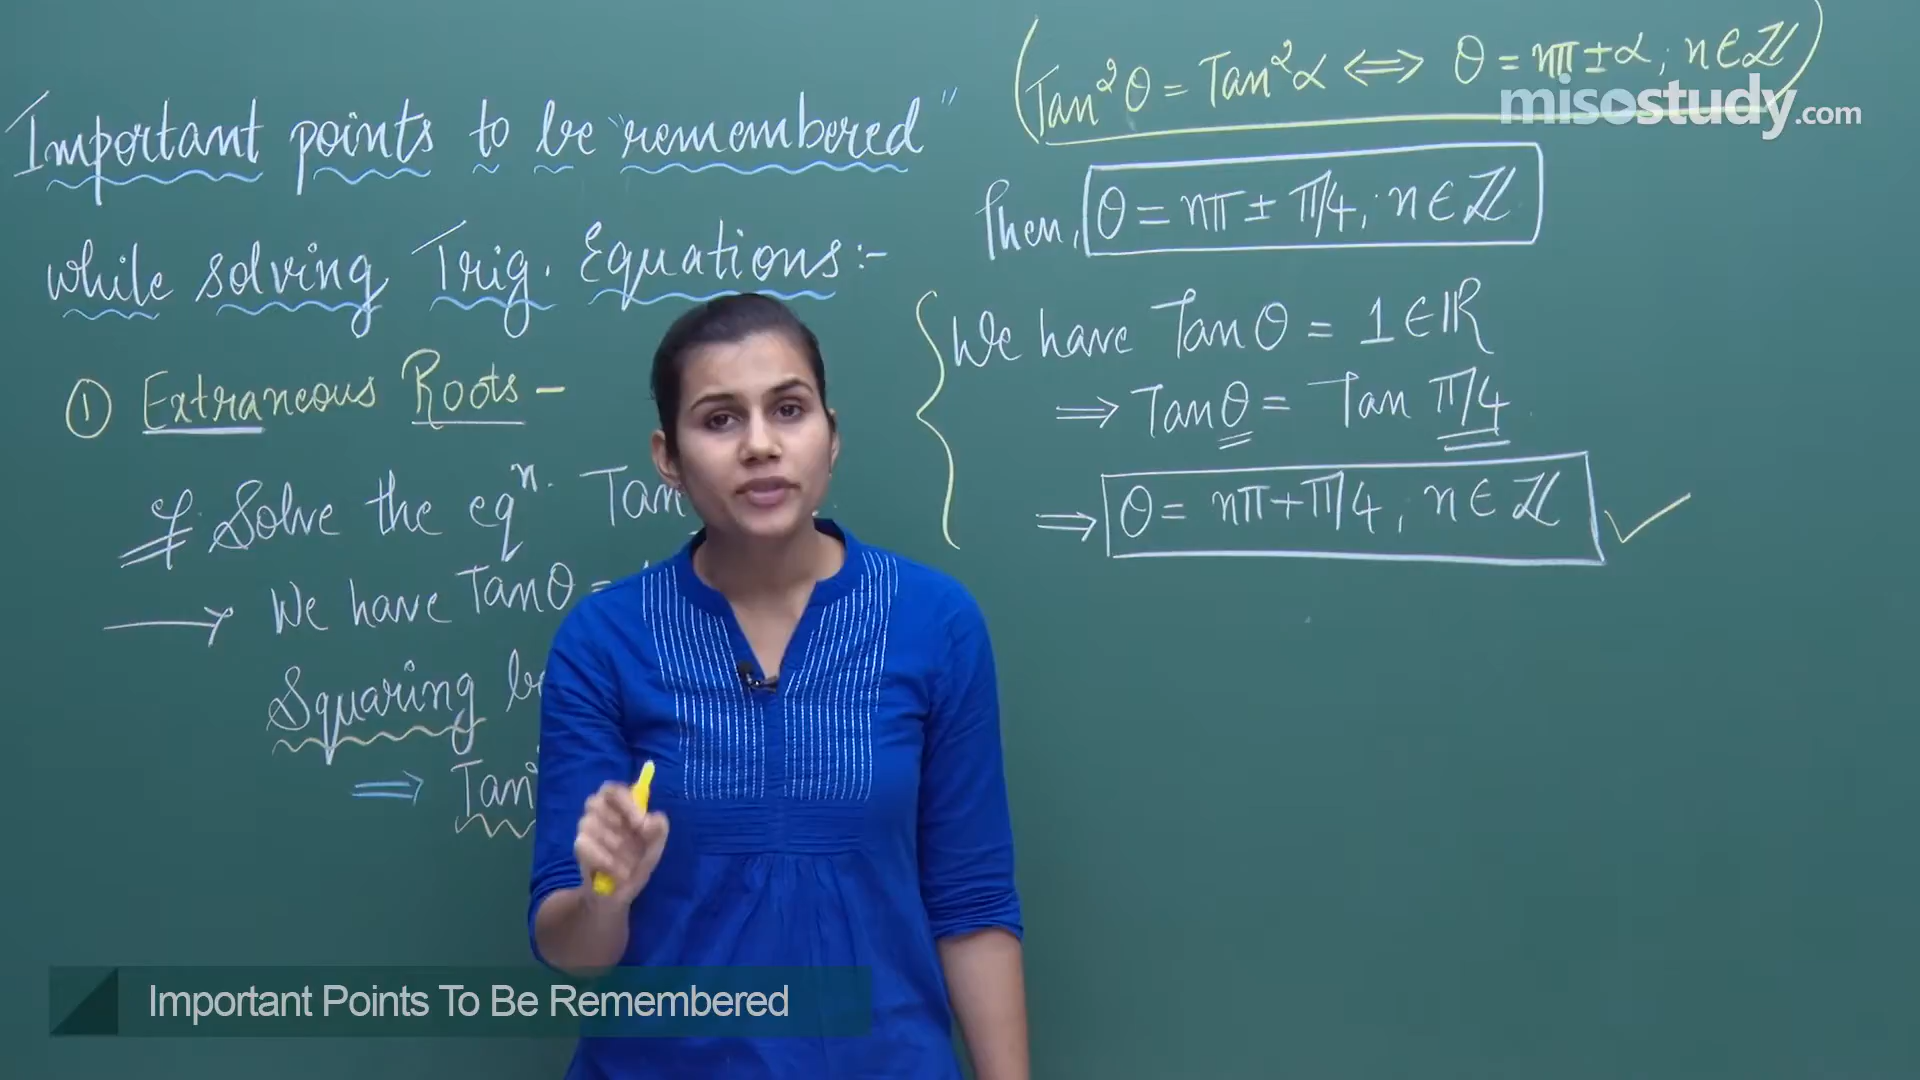 Important points to be "remembered"
while solving Trig. Equations:-
① Extraneous Roots -
eg. Solve the eqⁿ. Tan
We have Tanθ =
Squaring
⇒ Tan²
(Tan²θ = Tan²α ⟺ θ = nπ ± α; n ∈ ℤ)
misostudy.com
Then, θ = nπ ± π/4, n ∈ ℤ
We have Tanθ = 1 ∈ ℝ
⇒ Tanθ = Tan π/4
⇒ θ = nπ + π/4, n ∈ ℤ ✓
Important Points To Be Remembered